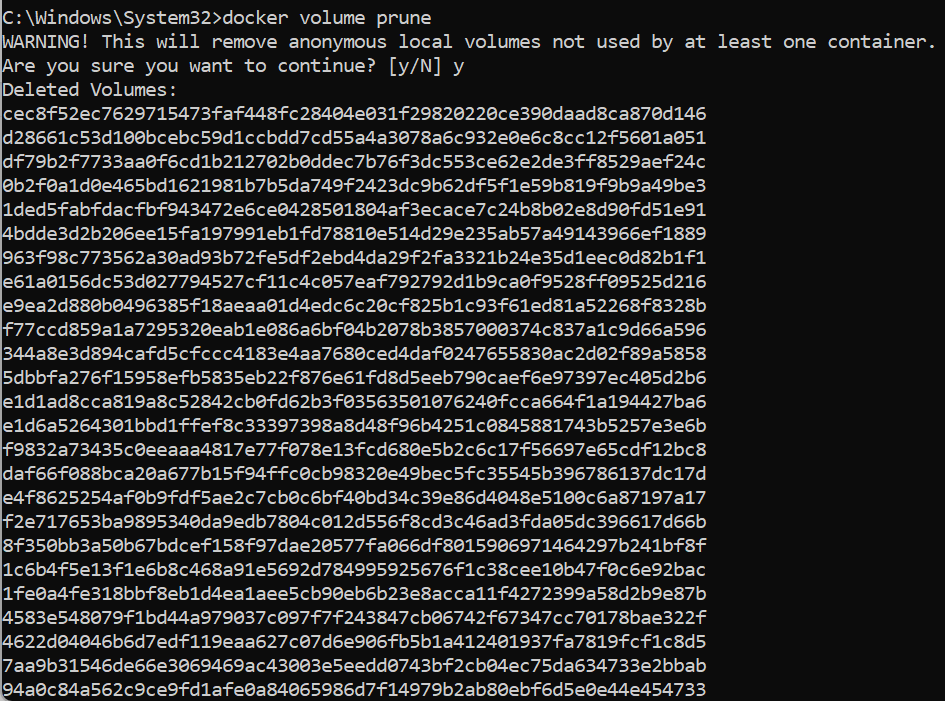 C:\Windows\System32>docker volume prune
WARNING! This will remove anonymous local volumes not used by at least one container.
Are you sure you want to continue? [y/N] y
Deleted Volumes:
cec8f52ec7629715473faf448fc28404e031f29820220ce390daad8ca870d146
d28661c53d100bcebc59d1ccbdd7cd55a4a3078a6c932e0e6c8cc12f5601a051
df79b2f7733aa0f6cd1b212702b0ddec7b76f3dc553ce62e2de3ff8529aef24c
0b2f0a1d0e465bd1621981b7b5da749f2423dc9b62df5f1e59b819f9b9a49be3
1ded5fabfdacfbf943472e6ce0428501804af3ecace7c24b8b02e8d90fd51e91
4bdde3d2b206ee15fa197991eb1fd78810e514d29e235ab57a49143966ef1889
963f98c773562a30ad93b72fe5df2ebd4da29f2fa3321b24e35d1eec0d82b1f1
e61a0156dc53d027794527cf11c4c057eaf792792d1b9ca0f9528ff09525d216
e9ea2d880b0496385f18aeaa01d4edc6c20cf825b1c93f61ed81a52268f8328b
f77ccd859a1a7295320eab1e086a6bf04b2078b3857000374c837a1c9d66a596
344a8e3d894cafd5cfccc4183e4aa7680ced4daf0247655830ac2d02f89a5858
5dbbfa276f15958efb5835eb22f876e61fd8d5eeb790caef6e97397ec405d2b6
e1d1ad8cca819a8c52842cb0fd62b3f03563501076240fcca664f1a194427ba6
e1d6a5264301bbd1ffef8c33397398a8d48f96b4251c0845881743b5257e3e6b
f9832a73435c0eeaaa4817e77f078e13fcd680e5b2c6c17f56697e65cdf12bc8
daf66f088bca20a677b15f94ffc0cb98320e49bec5fc35545b396786137dc17d
e4f8625254af0b9fdf5ae2c7cb0c6bf40bd34c39e86d4048e5100c6a87197a17
f2e717653ba9895340da9edb7804c012d556f8cd3c46ad3fda05dc396617d66b
8f350bb3a50b67bdcef158f97dae20577fa066df8015906971464297b241bf8f
1c6b4f5e13f1e6b8c468a91e5692d784995925676f1c38cee10b47f0c6e92bac
1fe0a4fe318bbf8eb1d4ea1aee5cb90eb6b23e8acca11f4272399a58d2b9e87b
4583e548079f1bd44a979037c097f7f243847cb06742f67347cc70178bae322f
4622d04046b6d7edf119eaa627c07d6e906fb5b1a412401937fa7819fcf1c8d5
7aa9b31546de66e3069469ac43003e5eedd0743bf2cb04ec75da634733e2bbab
94a0c84a562c9ce9fd1afe0a84065986d7f14979b2ab80ebf6d5e0e44e454733